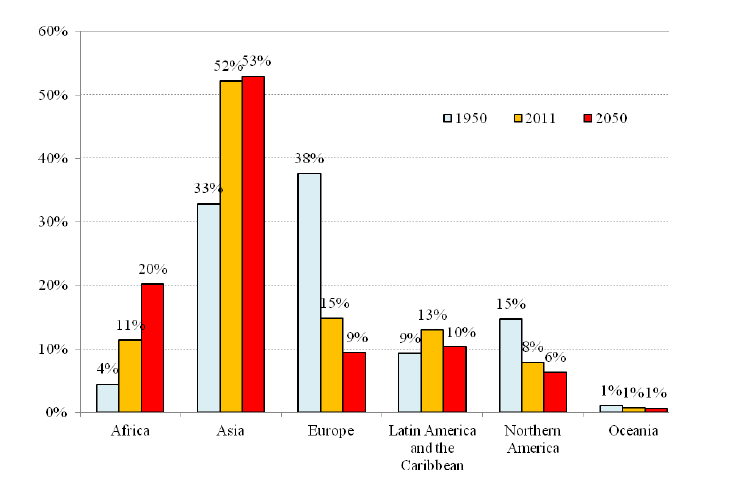 60%
50%
40%
30%
20%
10%
0%
1950 2011 2050
4% 11% 20%
33% 52% 53%
38% 15% 9%
9% 13% 10%
15% 8% 6%
1% 1% 1%
Africa Asia Europe Latin America Northern Oceania
and the America
Caribbean